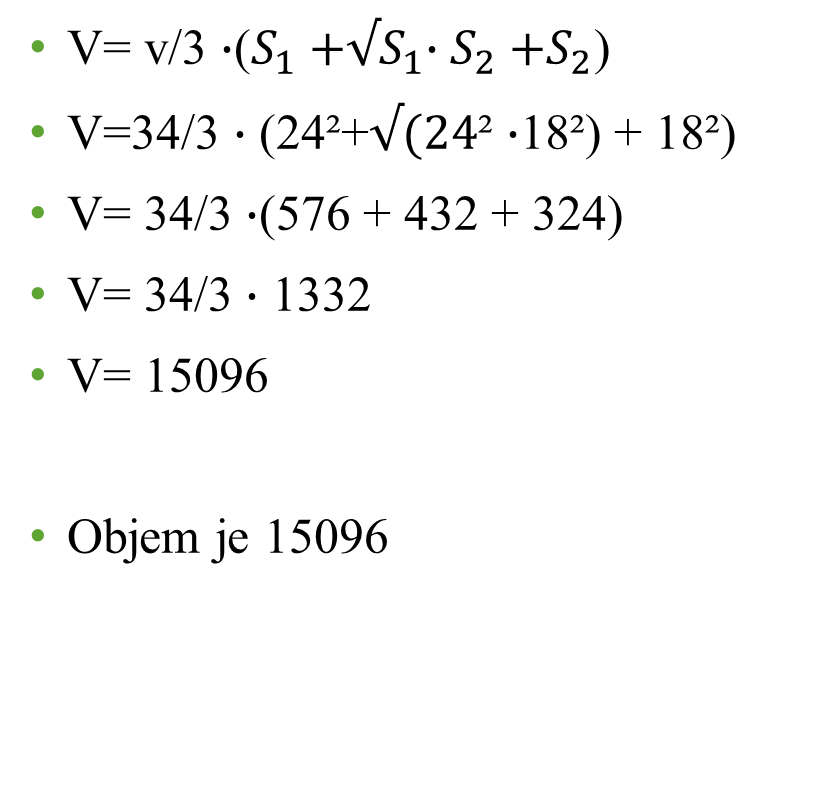 • V= v/3 ·(𝑆₁ +√𝑆₁· 𝑆₂ +𝑆₂)
• V=34/3 · (24²+√(24² ·18²) + 18²)
• V= 34/3 ·(576 + 432 + 324)
• V= 34/3 · 1332
• V= 15096
• Objem je 15096